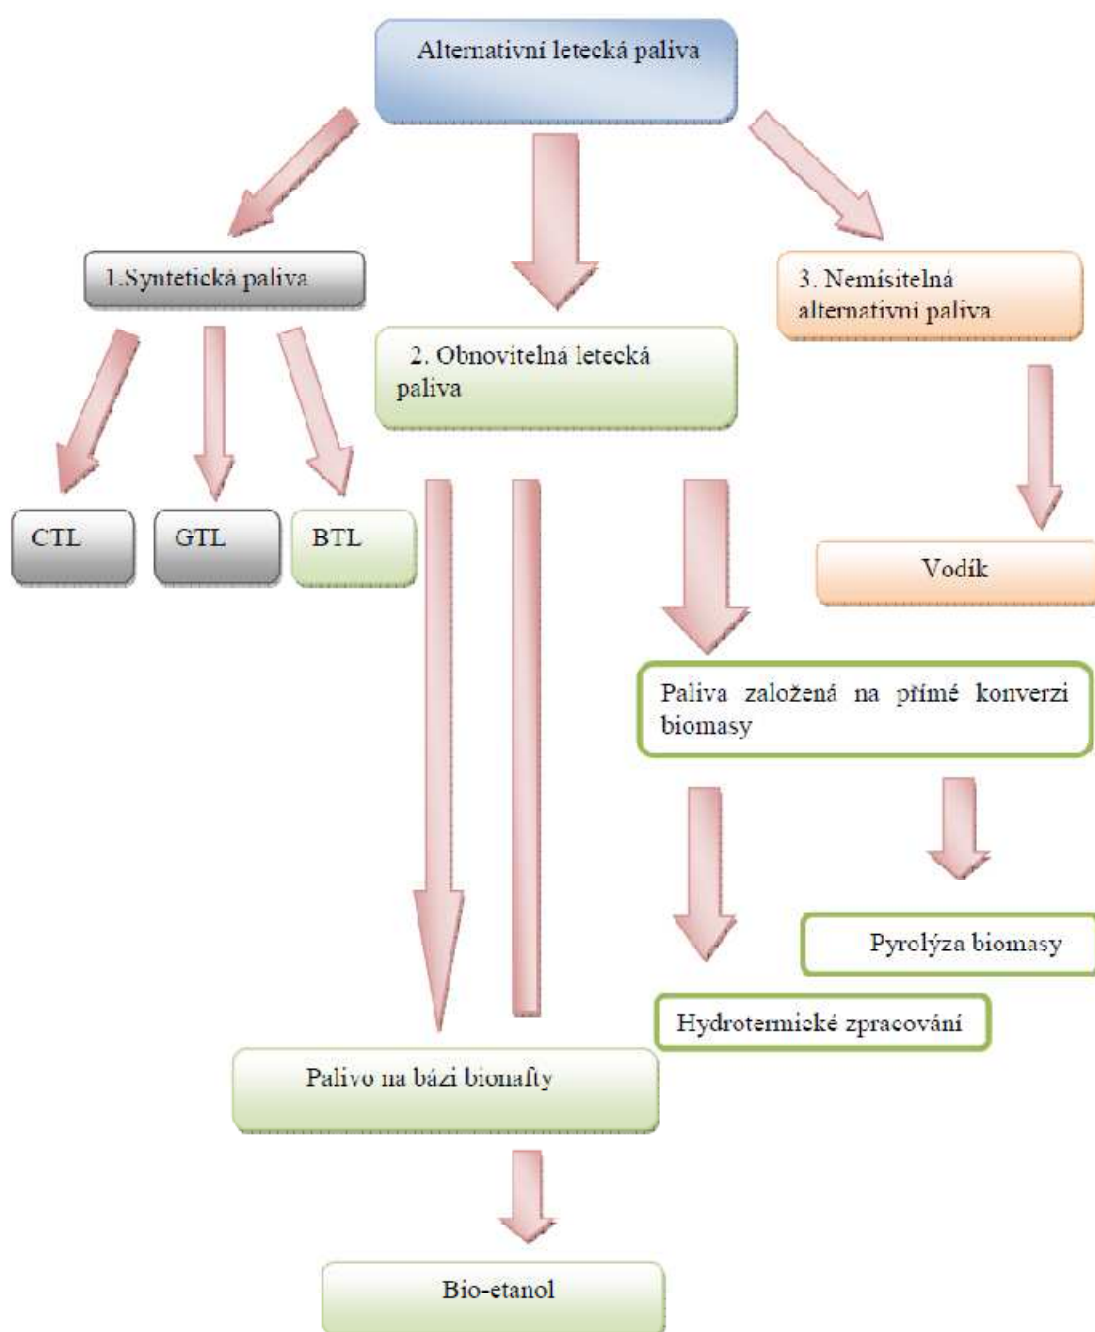 Alternativní letecká paliva
1.Syntetická paliva
3. Nemísitelná
alternativní paliva
2. Obnovitelná letecká
paliva
CTL
GTL
BTL
Vodík
Paliva založená na přímé konverzi
biomasy
Pyrolýza biomasy
Hydrotermické zpracování
Palivo na bázi bionafty
Bio-etanol